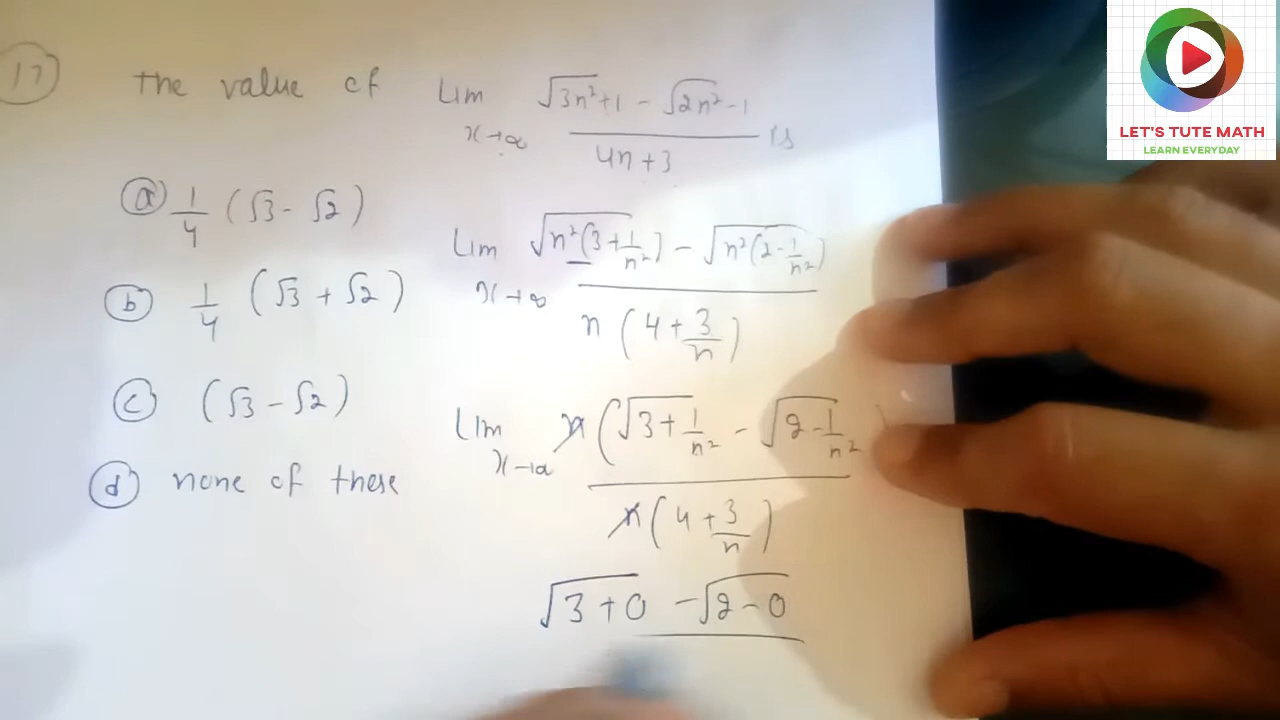 17 The value of Lim x→∞ √3n²+1 - √2n²-1 / 4n+3 is
a 1/4 (√3 - √2)
b 1/4 (√3 + √2)
c (√3 - √2)
d none of these
Lim x→∞ √n²(3+1/n²) - √n²(2-1/n²) / n(4+3/n)
Lim x→∞ n(√3+1/n² - √2-1/n²) / n(4+3/n)
√3+0 - √2-0
LET'S TUTE MATH
LEARN EVERYDAY